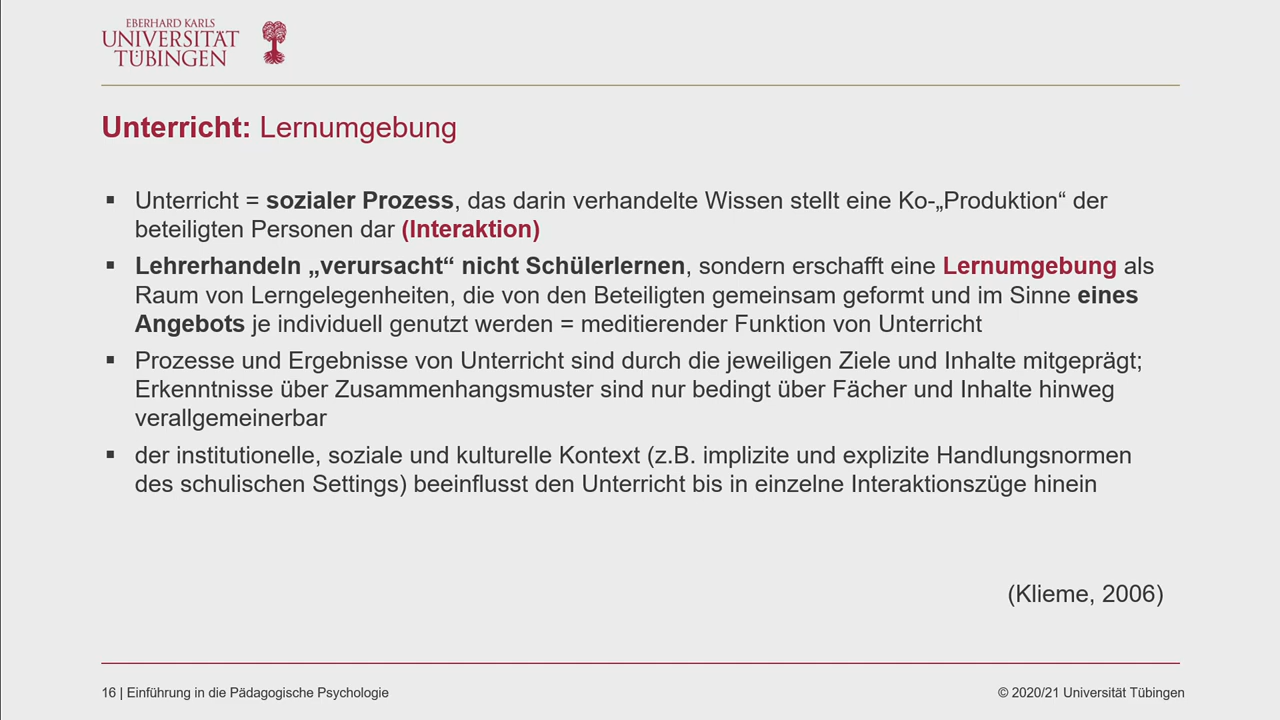 EBERHARD KARLS
UNIVERSITÄT
TÜBINGEN
Unterricht: Lernumgebung
▪ Unterricht = sozialer Prozess, das darin verhandelte Wissen stellt eine Ko-„Produktion“ der
beteiligten Personen dar (Interaktion)
▪ Lehrerhandeln „verursacht“ nicht Schülerlernen, sondern erschafft eine Lernumgebung als
Raum von Lerngelegenheiten, die von den Beteiligten gemeinsam geformt und im Sinne eines
Angebots je individuell genutzt werden = meditierender Funktion von Unterricht
▪ Prozesse und Ergebnisse von Unterricht sind durch die jeweiligen Ziele und Inhalte mitgeprägt;
Erkenntnisse über Zusammenhangsmuster sind nur bedingt über Fächer und Inhalte hinweg
verallgemeinerbar
▪ der institutionelle, soziale und kulturelle Kontext (z.B. implizite und explizite Handlungsnormen
des schulischen Settings) beeinflusst den Unterricht bis in einzelne Interaktionszüge hinein
(Klieme, 2006)
16 | Einführung in die Pädagogische Psychologie
© 2020/21 Universität Tübingen